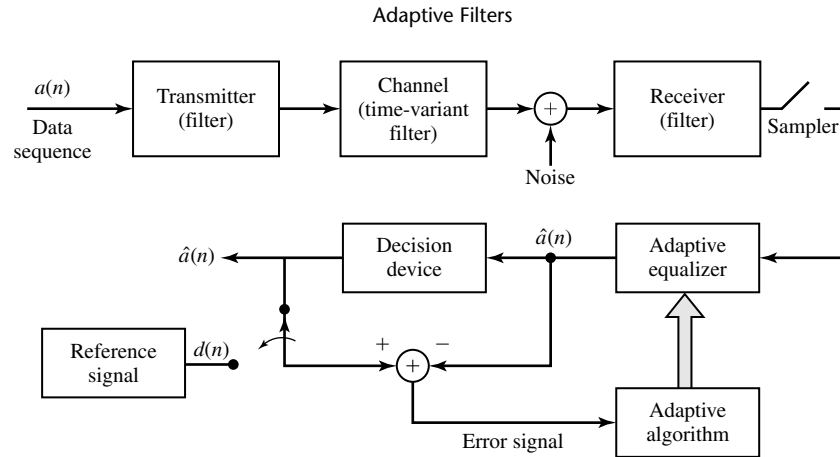 Adaptive Filters
a(n)
Data
sequence
Transmitter
(filter)
Channel
(time-variant
filter)
+
Noise
Receiver
(filter)
Sampler
â(n)
Decision
device
â(n)
Adaptive
equalizer
Reference
signal
d(n)
+
+
−
Error signal
Adaptive
algorithm